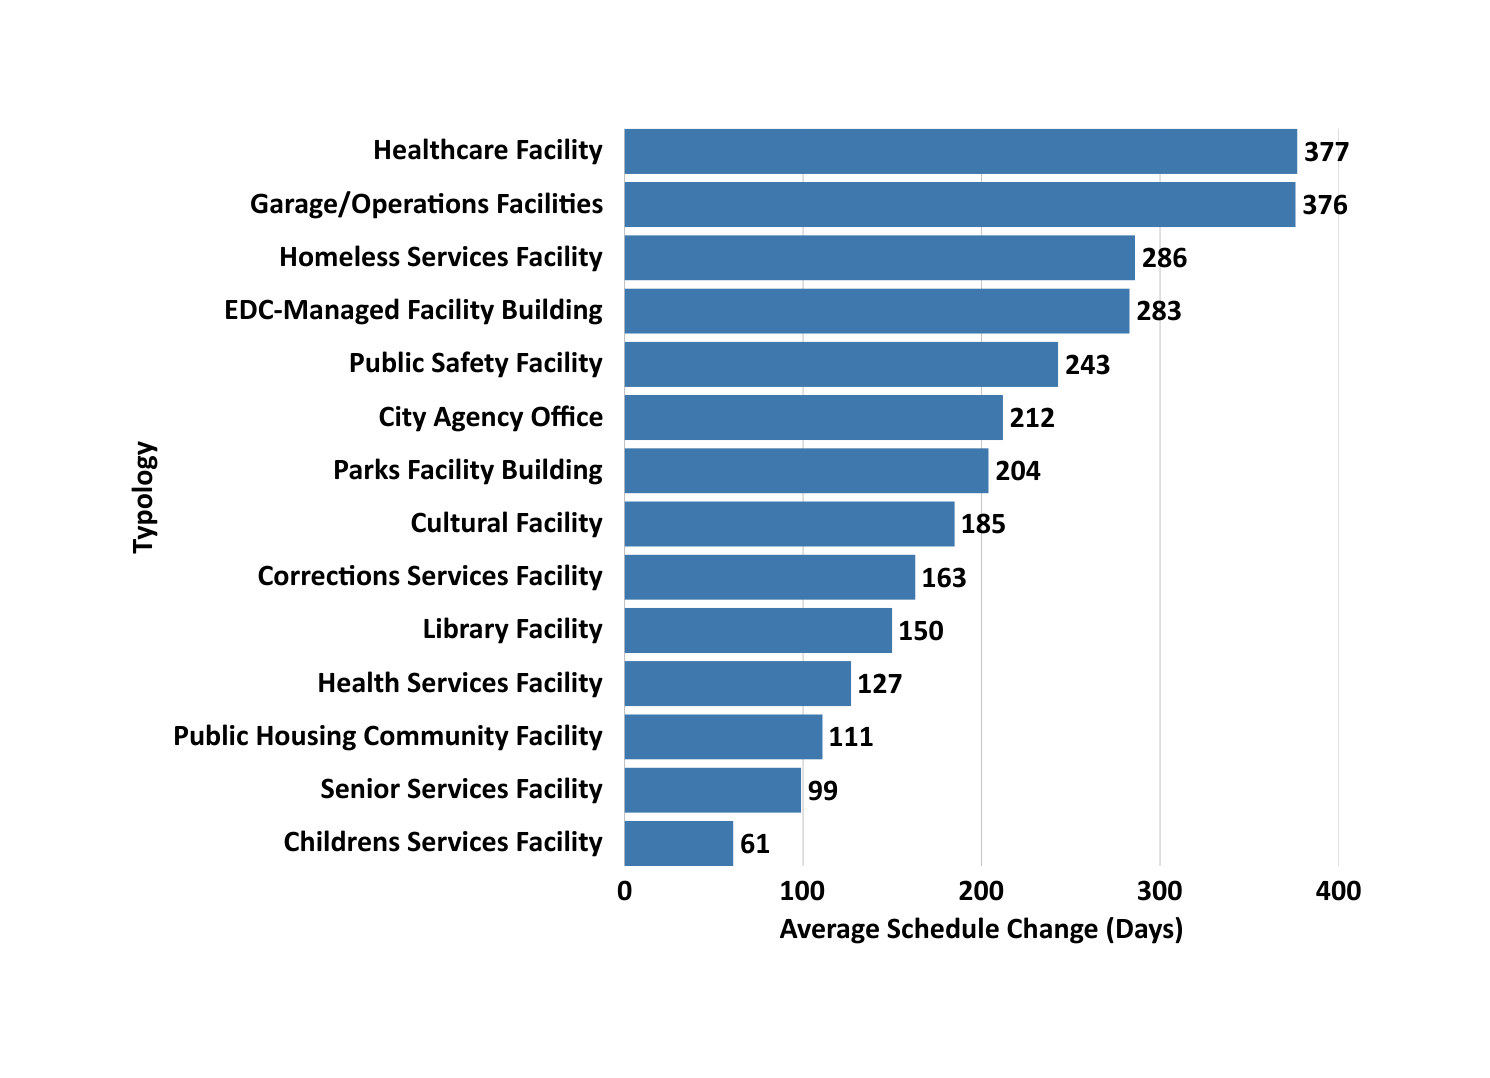 Typology
Healthcare Facility 377
Garage/Operations Facilities 376
Homeless Services Facility 286
EDC-Managed Facility Building 283
Public Safety Facility 243
City Agency Office 212
Parks Facility Building 204
Cultural Facility 185
Corrections Services Facility 163
Library Facility 150
Health Services Facility 127
Public Housing Community Facility 111
Senior Services Facility 99
Childrens Services Facility 61
0 100 200 300 400
Average Schedule Change (Days)